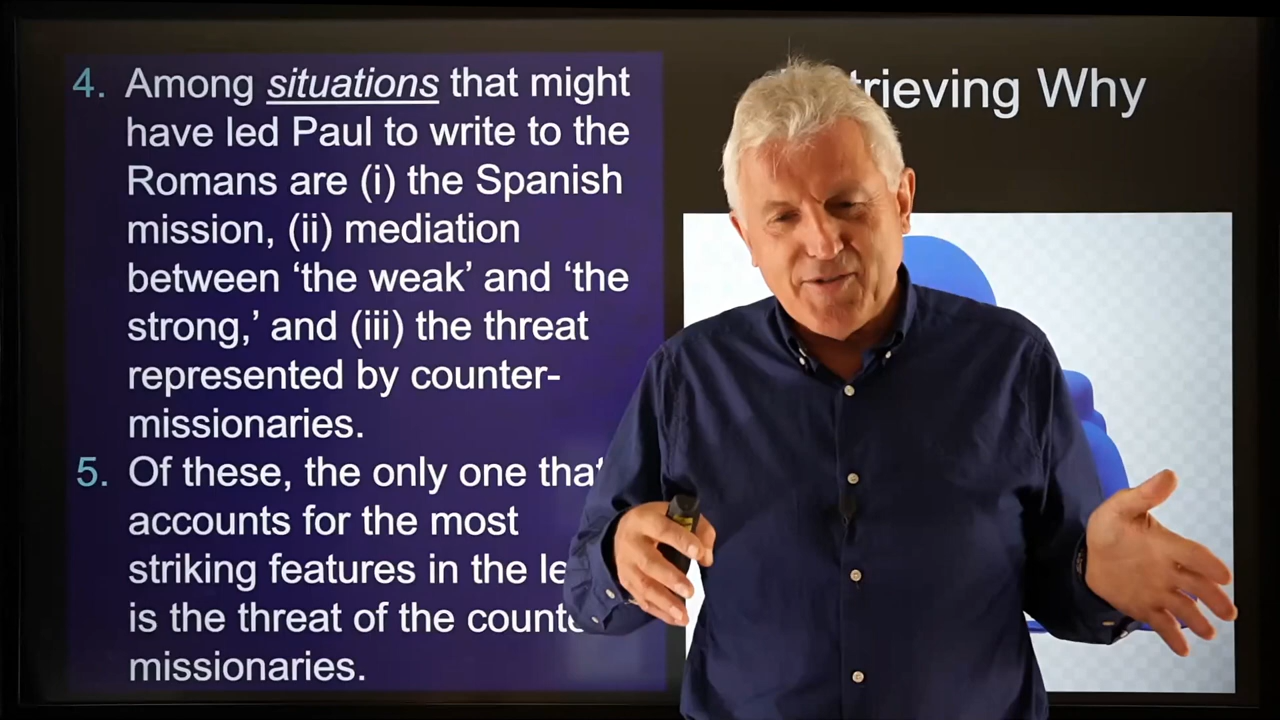 4. Among situations that might
have led Paul to write to the
Romans are (i) the Spanish
mission, (ii) mediation
between ‘the weak’ and ‘the
strong,’ and (iii) the threat
represented by counter-
missionaries.
5. Of these, the only one that
accounts for the most
striking features in the
is the threat of the
missionaries.
Why